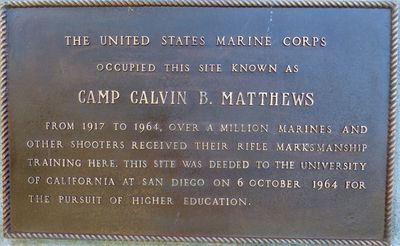 THE UNITED STATES MARINE CORPS
OCCUPIED THIS SITE KNOWN AS
CAMP CALVIN B. MATTHEWS
FROM 1917 TO 1964, OVER A MILLION MARINES AND
OTHER SHOOTERS RECEIVED THEIR RIFLE MARKSMANSHIP
TRAINING HERE. THIS SITE WAS DEEDED TO THE UNIVERSITY
OF CALIFORNIA AT SAN DIEGO ON 6 OCTOBER 1964 FOR
THE PURSUIT OF HIGHER EDUCATION.